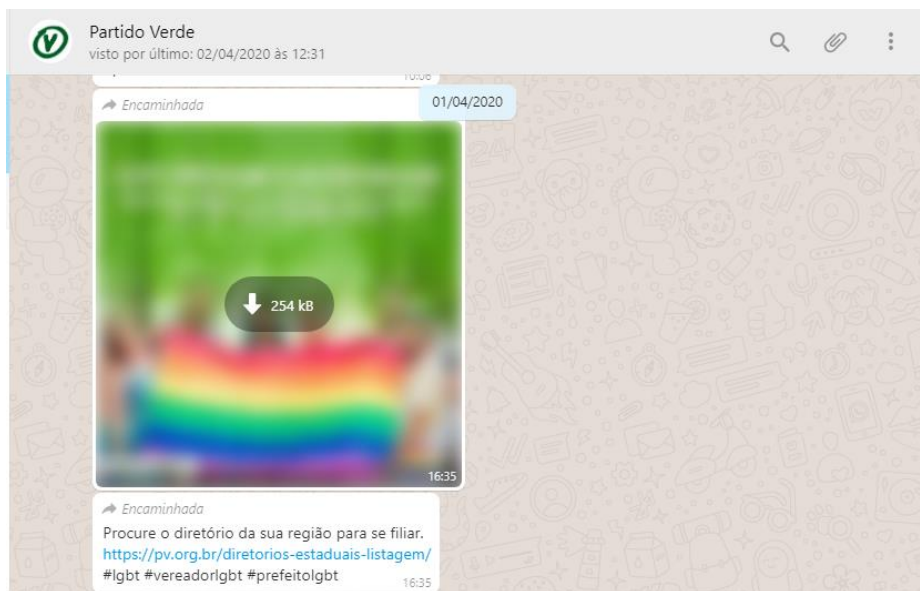 Partido Verde
visto por último: 02/04/2020 às 12:31
10:06
01/04/2020
Encaminhada
254 kB
16:35
Encaminhada
Procure o diretório da sua região para se filiar.
https://pv.org.br/diretorios-estaduais-listagem/
#lgbt #vereadorlgbt #prefeitolgbt
16:35